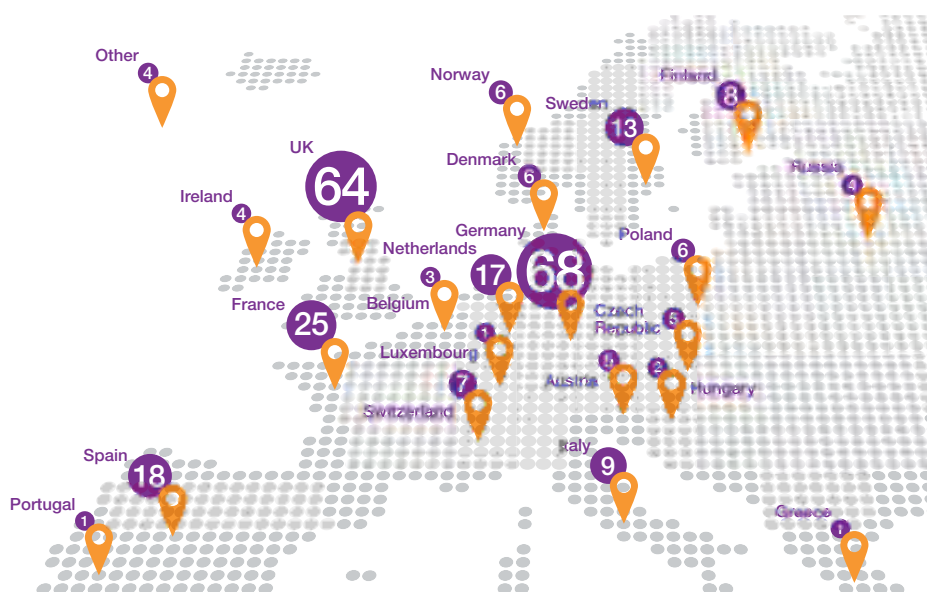 Other
4
Norway
6
Finland
8
Sweden
13
UK
64
Denmark
6
Russia
4
Ireland
4
Germany
68
Poland
6
Netherlands
17
Belgium
3
France
25
Czech
Republic
5
Luxembourg
1
Austria
Hungary
2
Switzerland
7
Italy
9
Spain
18
Portugal
1
Greece
1